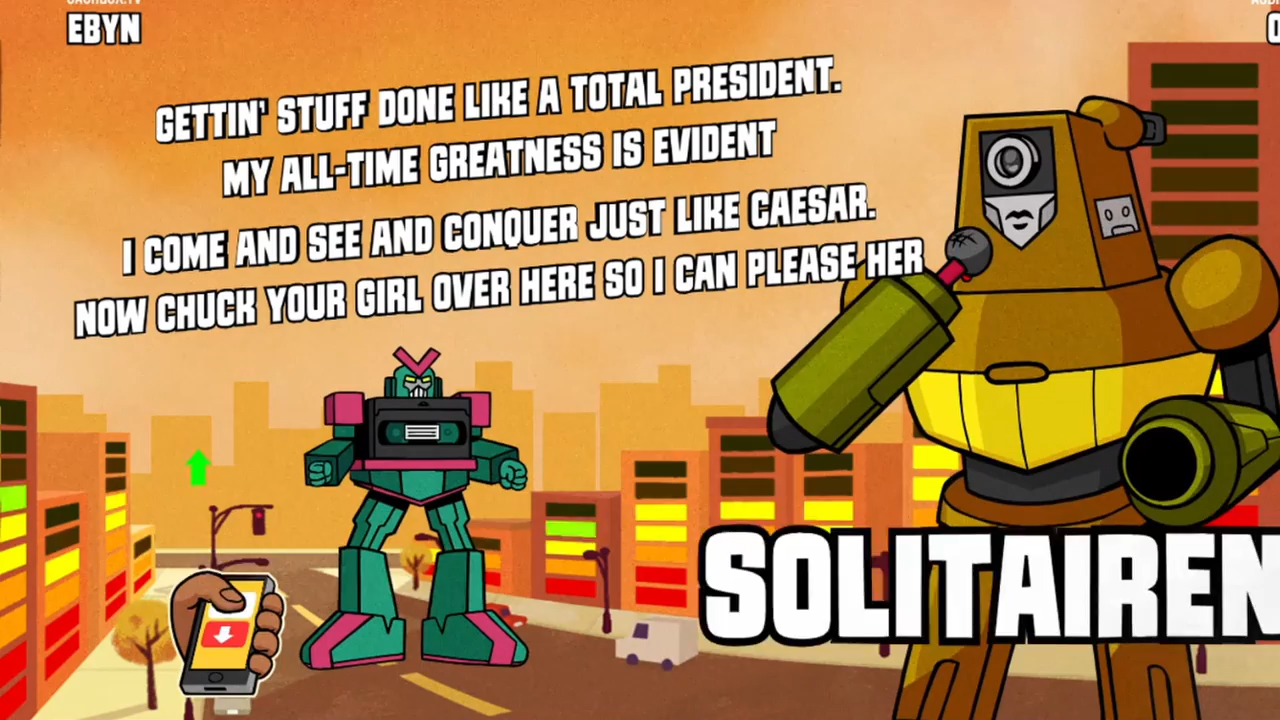 EBYN
GETTIN' STUFF DONE LIKE A TOTAL PRESIDENT.
MY ALL-TIME GREATNESS IS EVIDENT
I COME AND SEE AND CONQUER JUST LIKE CAESAR.
NOW CHUCK YOUR GIRL OVER HERE SO I CAN PLEASE HER
SOLITAIREN